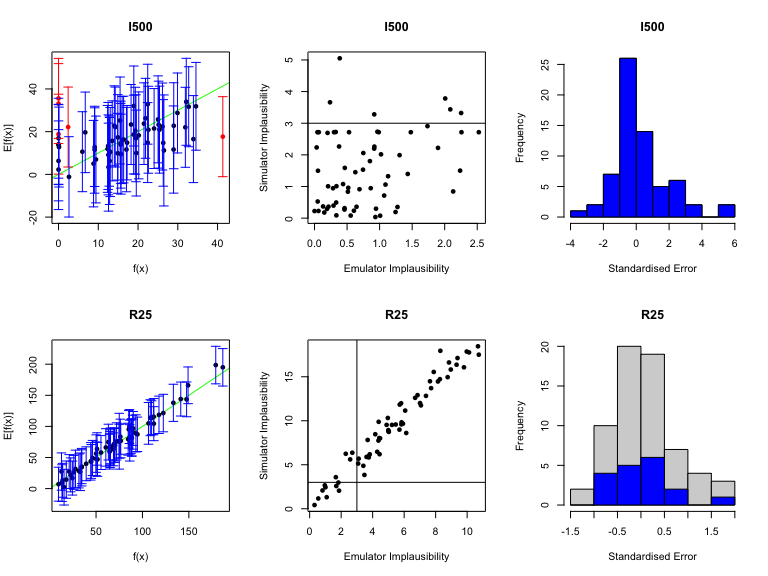 I500
I500
I500
E[f(x)]
-20 0 20 40
0 10 20 30 40
f(x)
Simulator Implausibility
0 1 2 3 4 5
0.0 0.5 1.0 1.5 2.0 2.5
Emulator Implausibility
Frequency
0 5 10 15 20 25
-4 -2 0 2 4 6
Standardised Error
R25
R25
R25
E[f(x)]
0 50 100 150 200
50 100 150
f(x)
Simulator Implausibility
0 5 10 15
0 2 4 6 8 10
Emulator Implausibility
Frequency
0 5 10 15 20
-1.5 -0.5 0.5 1.5
Standardised Error